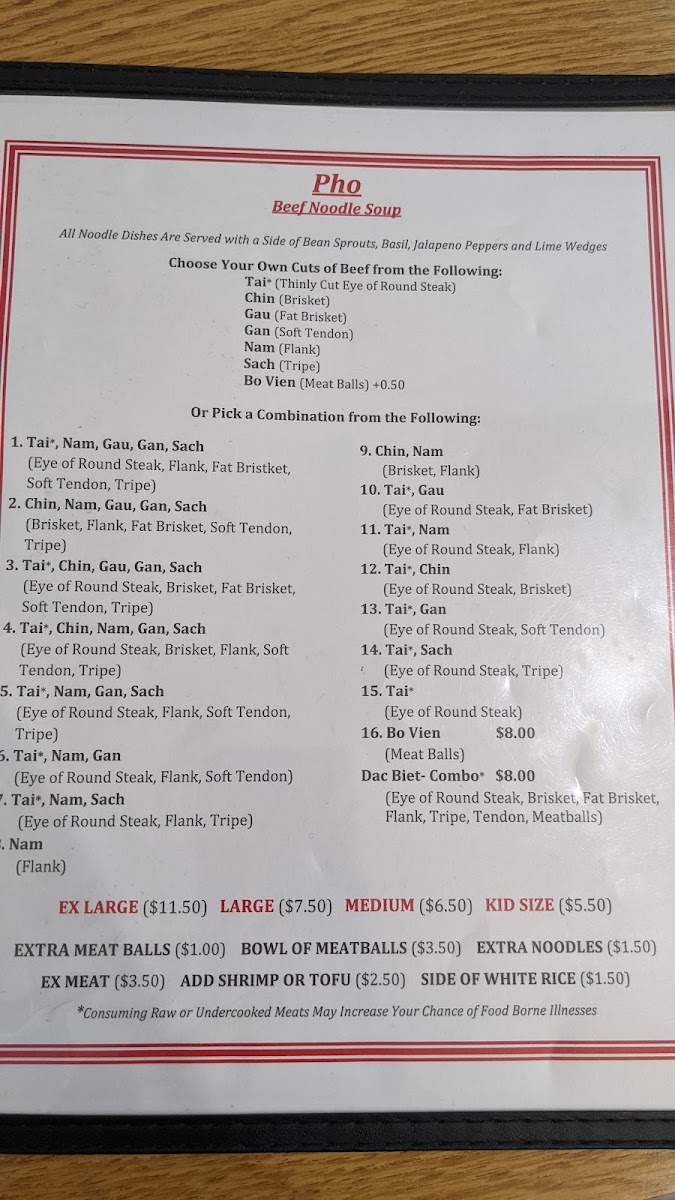 Pho
Beef Noodle Soup
All Noodle Dishes Are Served with a Side of Bean Sprouts, Basil, Jalapeno Peppers and Lime Wedges
Choose Your Own Cuts of Beef from the Following:
Tai* (Thinly Cut Eye of Round Steak)
Chin (Brisket)
Gau (Fat Brisket)
Gan (Soft Tendon)
Nam (Flank)
Sach (Tripe)
Bo Vien (Meat Balls) +0.50
Or Pick a Combination from the Following:
1. Tai*, Nam, Gau, Gan, Sach
(Eye of Round Steak, Flank, Fat Bristket,
Soft Tendon, Tripe)
2. Chin, Nam, Gau, Gan, Sach
(Brisket, Flank, Fat Brisket, Soft Tendon,
Tripe)
3. Tai*, Chin, Gau, Gan, Sach
(Eye of Round Steak, Brisket, Fat Brisket,
Soft Tendon, Tripe)
4. Tai*, Chin, Nam, Gan, Sach
(Eye of Round Steak, Brisket, Flank, Soft
Tendon, Tripe)
5. Tai*, Nam, Gan, Sach
(Eye of Round Steak, Flank, Soft Tendon,
Tripe)
6. Tai*, Nam, Gan
(Eye of Round Steak, Flank, Soft Tendon)
7. Tai*, Nam, Sach
(Eye of Round Steak, Flank, Tripe)
. Nam
(Flank)
9. Chin, Nam
(Brisket, Flank)
10. Tai*, Gau
(Eye of Round Steak, Fat Brisket)
11. Tai*, Nam
(Eye of Round Steak, Flank)
12. Tai*, Chin
(Eye of Round Steak, Brisket)
13. Tai*, Gan
(Eye of Round Steak, Soft Tendon)
14. Tai*, Sach
(Eye of Round Steak, Tripe)
15. Tai*
(Eye of Round Steak)
16. Bo Vien $8.00
(Meat Balls)
Dac Biet- Combo* $8.00
(Eye of Round Steak, Brisket, Fat Brisket,
Flank, Tripe, Tendon, Meatballs)
EX LARGE ($11.50) LARGE ($7.50) MEDIUM ($6.50) KID SIZE ($5.50)
EXTRA MEAT BALLS ($1.00) BOWL OF MEATBALLS ($3.50) EXTRA NOODLES ($1.50)
EX MEAT ($3.50) ADD SHRIMP OR TOFU ($2.50) SIDE OF WHITE RICE ($1.50)
*Consuming Raw or Undercooked Meats May Increase Your Chance of Food Borne Illnesses